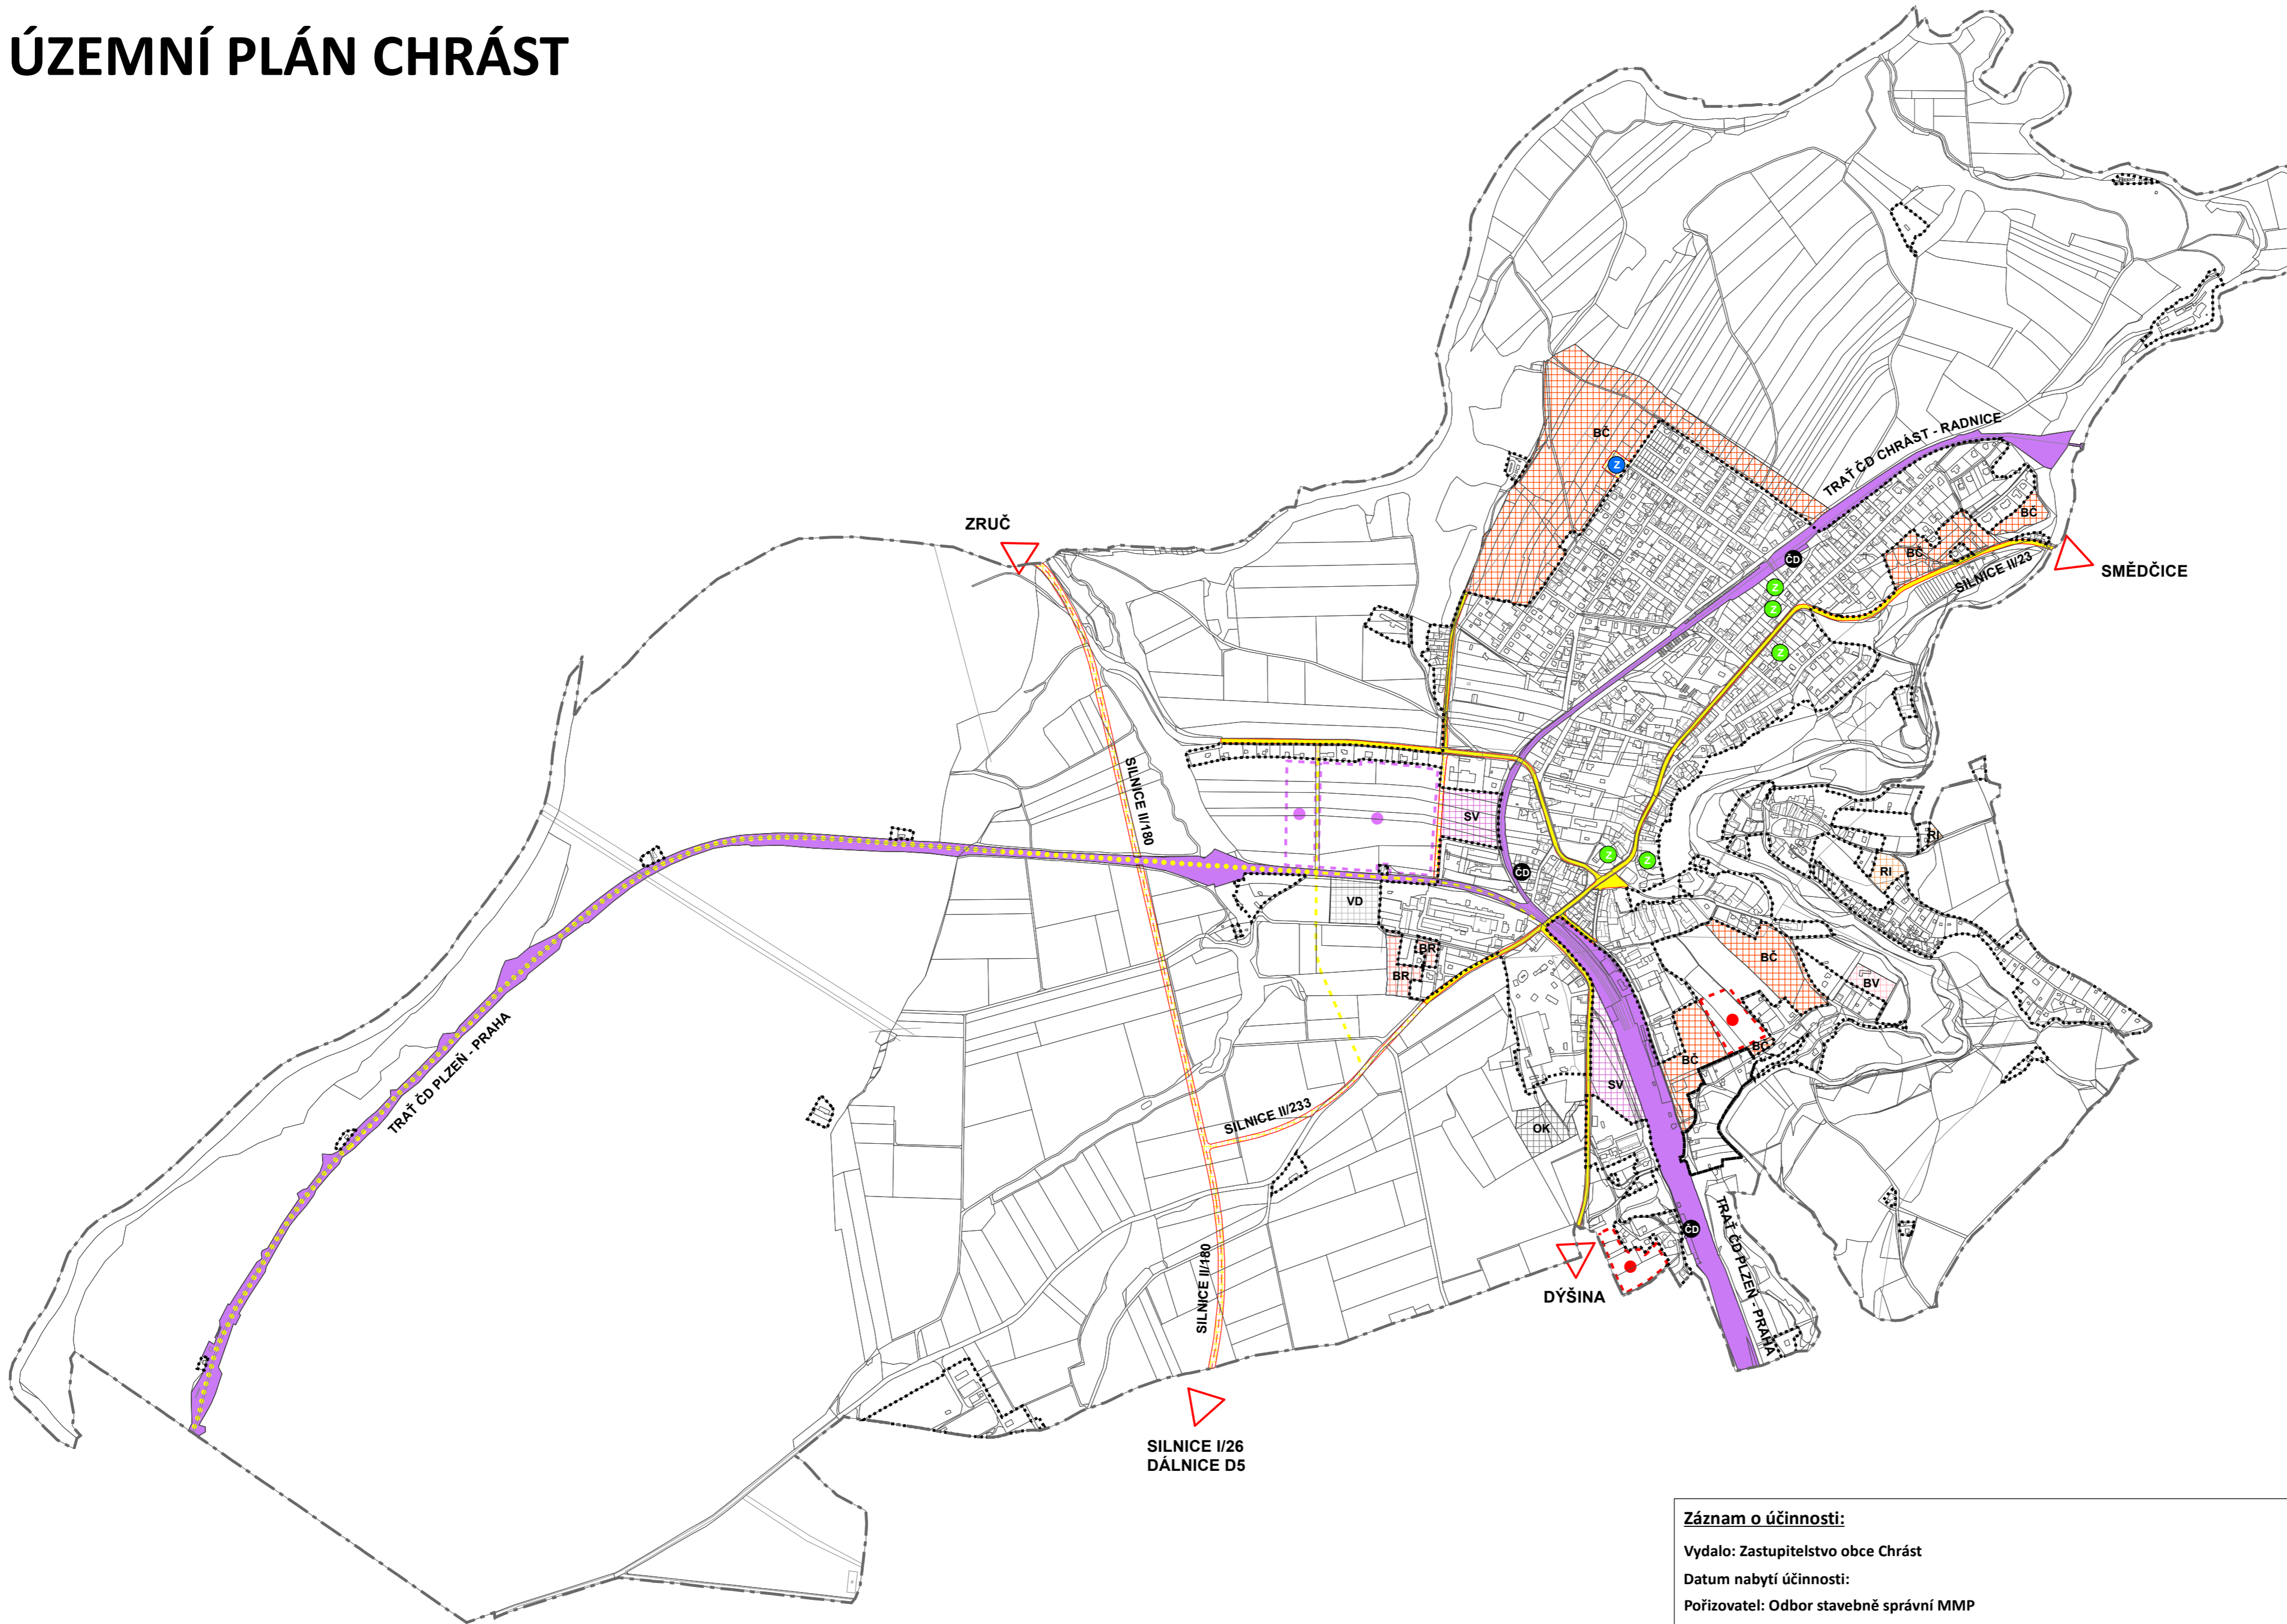 ÚZEMNÍ PLÁN CHRÁST
TRAŤ ČD CHRÁST - RADNICE
BČ
Z
BČ
ZRUČ
BČ
ČD
SILNICE II/23
SMĚDČICE
Z
Z
Z
SILNICE II/180
SV
RI
Z
Z
RI
ČD
VD
BR
BR
BČ
BV
TRAŤ ČD PLZEŇ - PRAHA
BČ
BČ
SV
SILNICE II/233
OK
ČD
TRAŤ ČD PLZEŇ - PRAHA
SILNICE II/180
DÝŠINA
SILNICE I/26
DÁLNICE D5
Záznam o účinnosti:
Vydalo: Zastupitelstvo obce Chrást
Datum nabytí účinnosti:
Pořizovatel: Odbor stavebně správní MMP